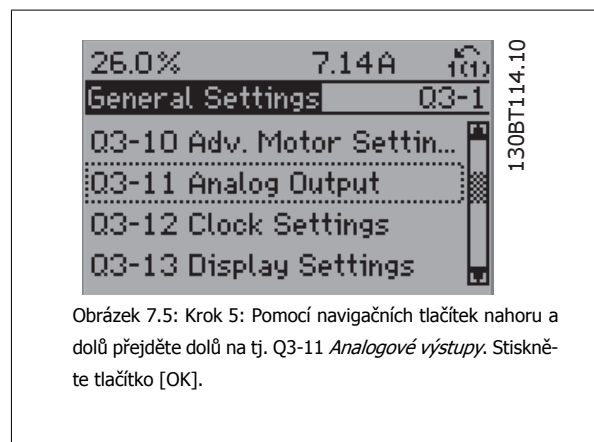 26.0% 7.14A 1(1)
General Settings Q3-1
Q3-10 Adv. Motor Settin...
Q3-11 Analog Output
Q3-12 Clock Settings
Q3-13 Display Settings
130BT114.10
Obrázek 7.5: Krok 5: Pomocí navigačních tlačítek nahoru a
dolů přejděte dolů na tj. Q3-11 Analogové výstupy. Stiskně-
te tlačítko [OK].